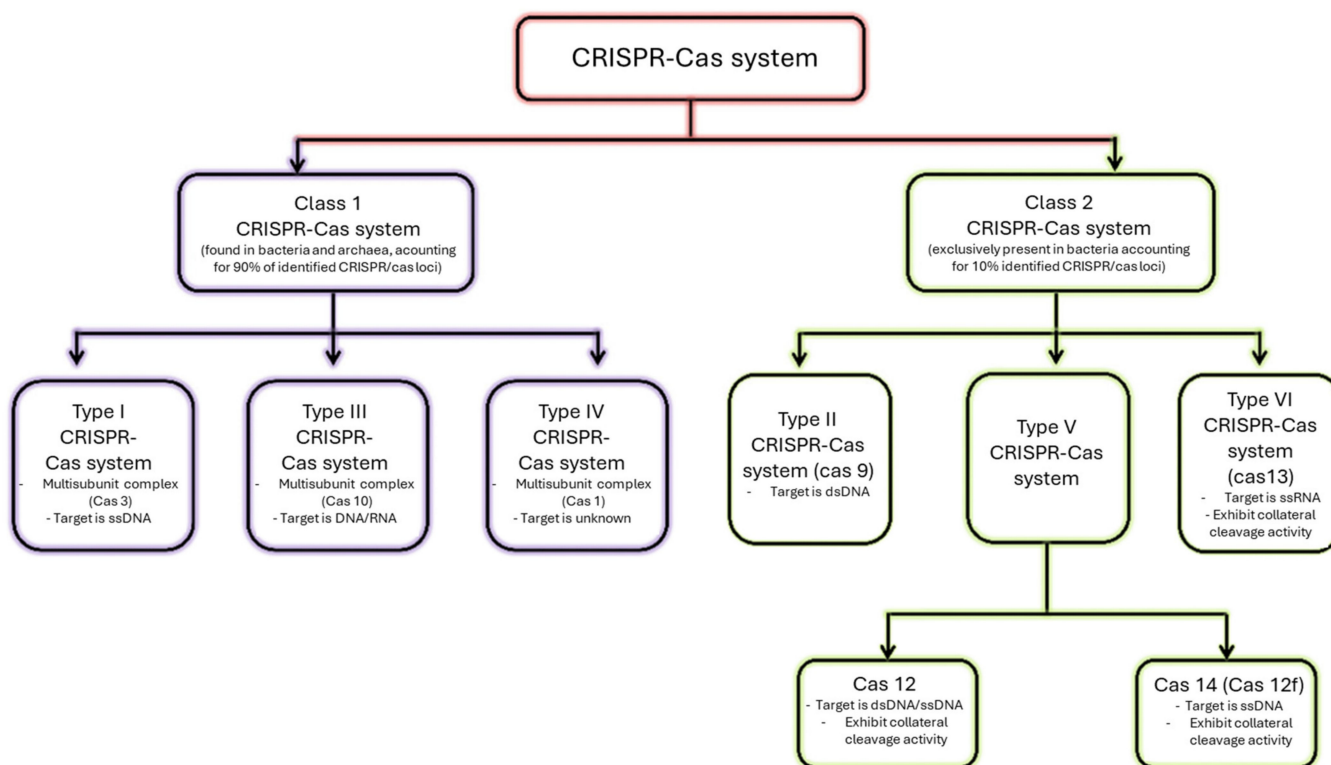 CRISPR-Cas system
Class 1
CRISPR-Cas system
(found in bacteria and archaea, acounting
for 90% of identified CRISPR/cas loci)
Class 2
CRISPR-Cas system
(exclusively present in bacteria accounting
for 10% identified CRISPR/cas loci)
Type I
CRISPR-
Cas system
- Multisubunit complex
(Cas 3)
- Target is ssDNA
Type III
CRISPR-
Cas system
- Multisubunit complex
(Cas 10)
- Target is DNA/RNA
Type IV
CRISPR-
Cas system
- Multisubunit complex
(Cas 1)
- Target is unknown
Type II
CRISPR-Cas
system (cas 9)
- Target is dsDNA
Type V
CRISPR-Cas
system
Type VI
CRISPR-Cas
system
(cas13)
- Target is ssRNA
- Exhibit collateral
cleavage activity
Cas 12
- Target is dsDNA/ssDNA
- Exhibit collateral
cleavage activity
Cas 14 (Cas 12f)
- Target is ssDNA
- Exhibit collateral
cleavage activity